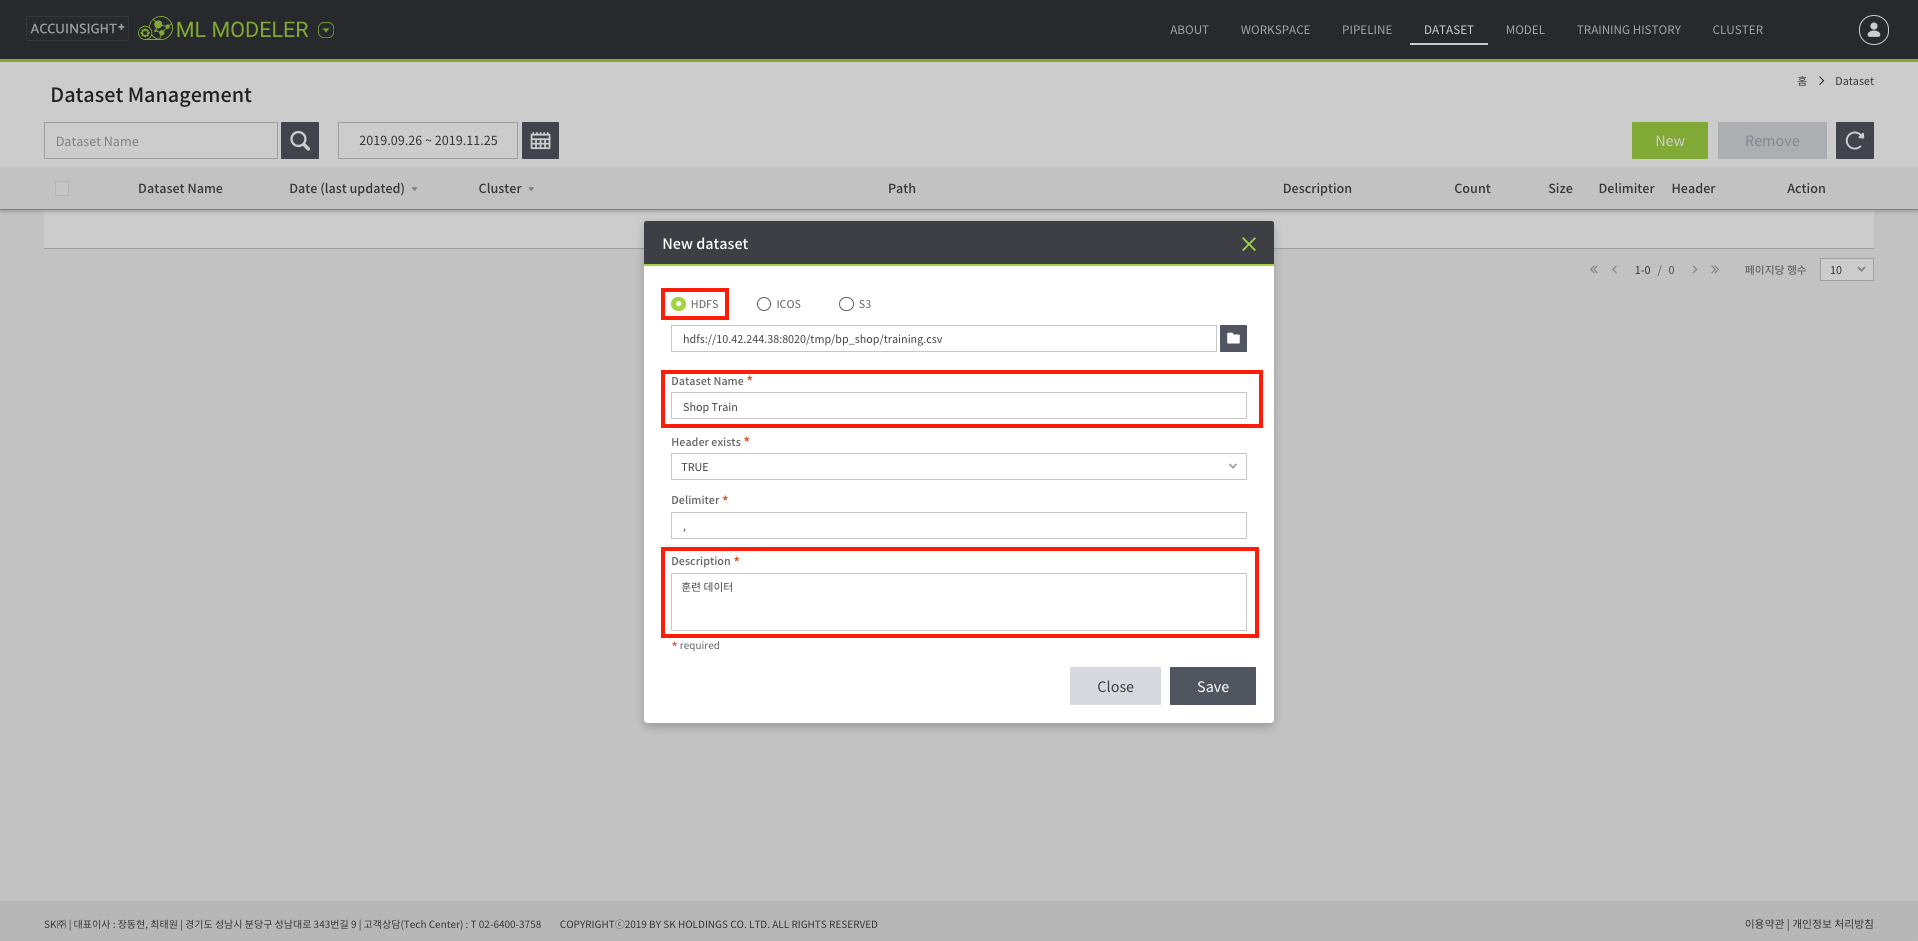 ACCUINSIGHT+ ML MODELER ABOUT WORKSPACE PIPELINE DATASET MODEL TRAINING HISTORY CLUSTER
홈 > Dataset
Dataset Management
Dataset Name 2019.09.26 ~ 2019.11.25 New Remove
Dataset Name Date (last updated) Cluster Path Description Count Size Delimiter Header Action
1-0 / 0 페이지당 행수 10
New dataset
HDFS ICOS S3
hdfs://10.42.244.38:8020/tmp/bp_shop/training.csv
Dataset Name *
Shop Train
Header exists *
TRUE
Delimiter *
,
Description *
훈련 데이터
* required
Close Save
SK㈜ | 대표이사 : 장동현, 최태원 | 경기도 성남시 분당구 성남대로 343번길 9 | 고객상담(Tech Center) : T 02-6400-3758 COPYRIGHTⓒ2019 BY SK HOLDINGS CO. LTD. ALL RIGHTS RESERVED 이용약관 | 개인정보 처리방침